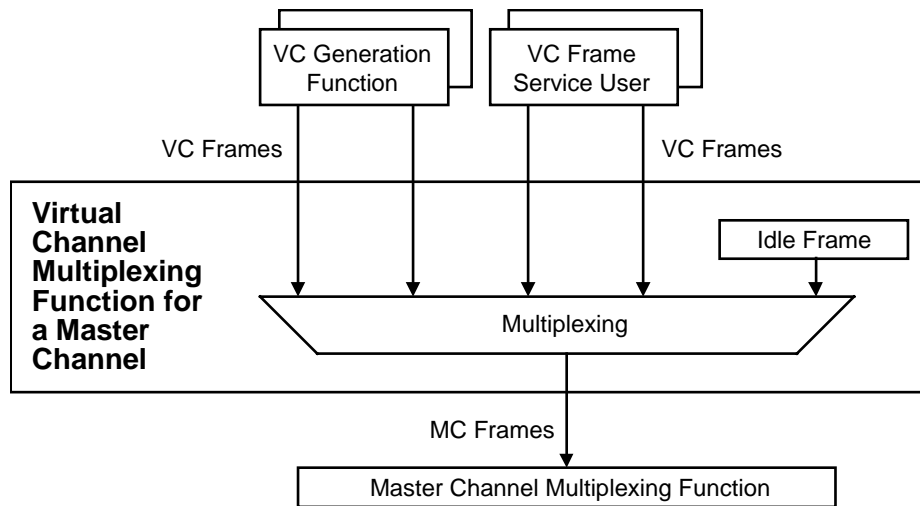 VC Generation
Function
VC Frame
Service User
VC Frames
VC Frames
Virtual
Channel
Multiplexing
Function for
a Master
Channel
Idle Frame
Multiplexing
MC Frames
Master Channel Multiplexing Function